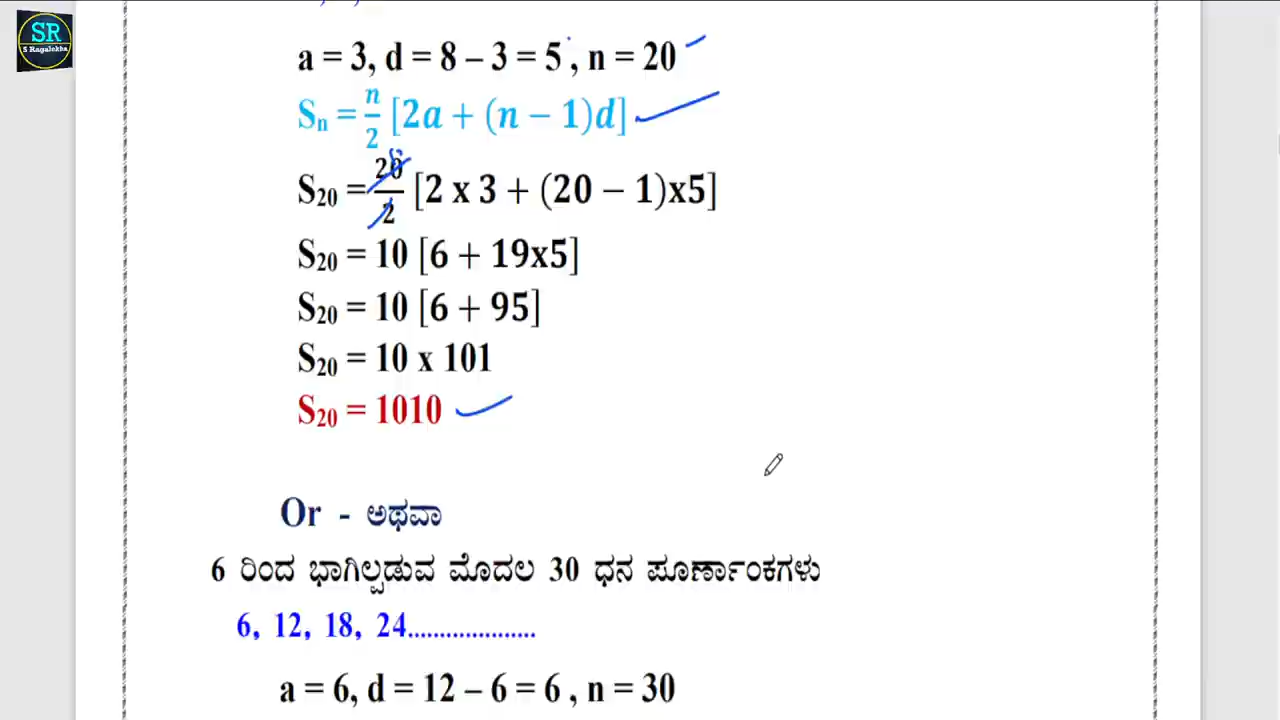 SR
S Ragalekha
a = 3, d = 8 – 3 = 5 , n = 20
Sn = n/2 [2a + (n − 1)d]
S20 = 20/2 [2 x 3 + (20 − 1)x5]
S20 = 10 [6 + 19x5]
S20 = 10 [6 + 95]
S20 = 10 x 101
S20 = 1010
Or - ಅಥವಾ
6 ರಿಂದ ಭಾಗಿಲ್ಪಡುವ ಮೊದಲ 30 ಧನ ಪೂರ್ಣಾಂಕಗಳು
6, 12, 18, 24....................
a = 6, d = 12 – 6 = 6 , n = 30